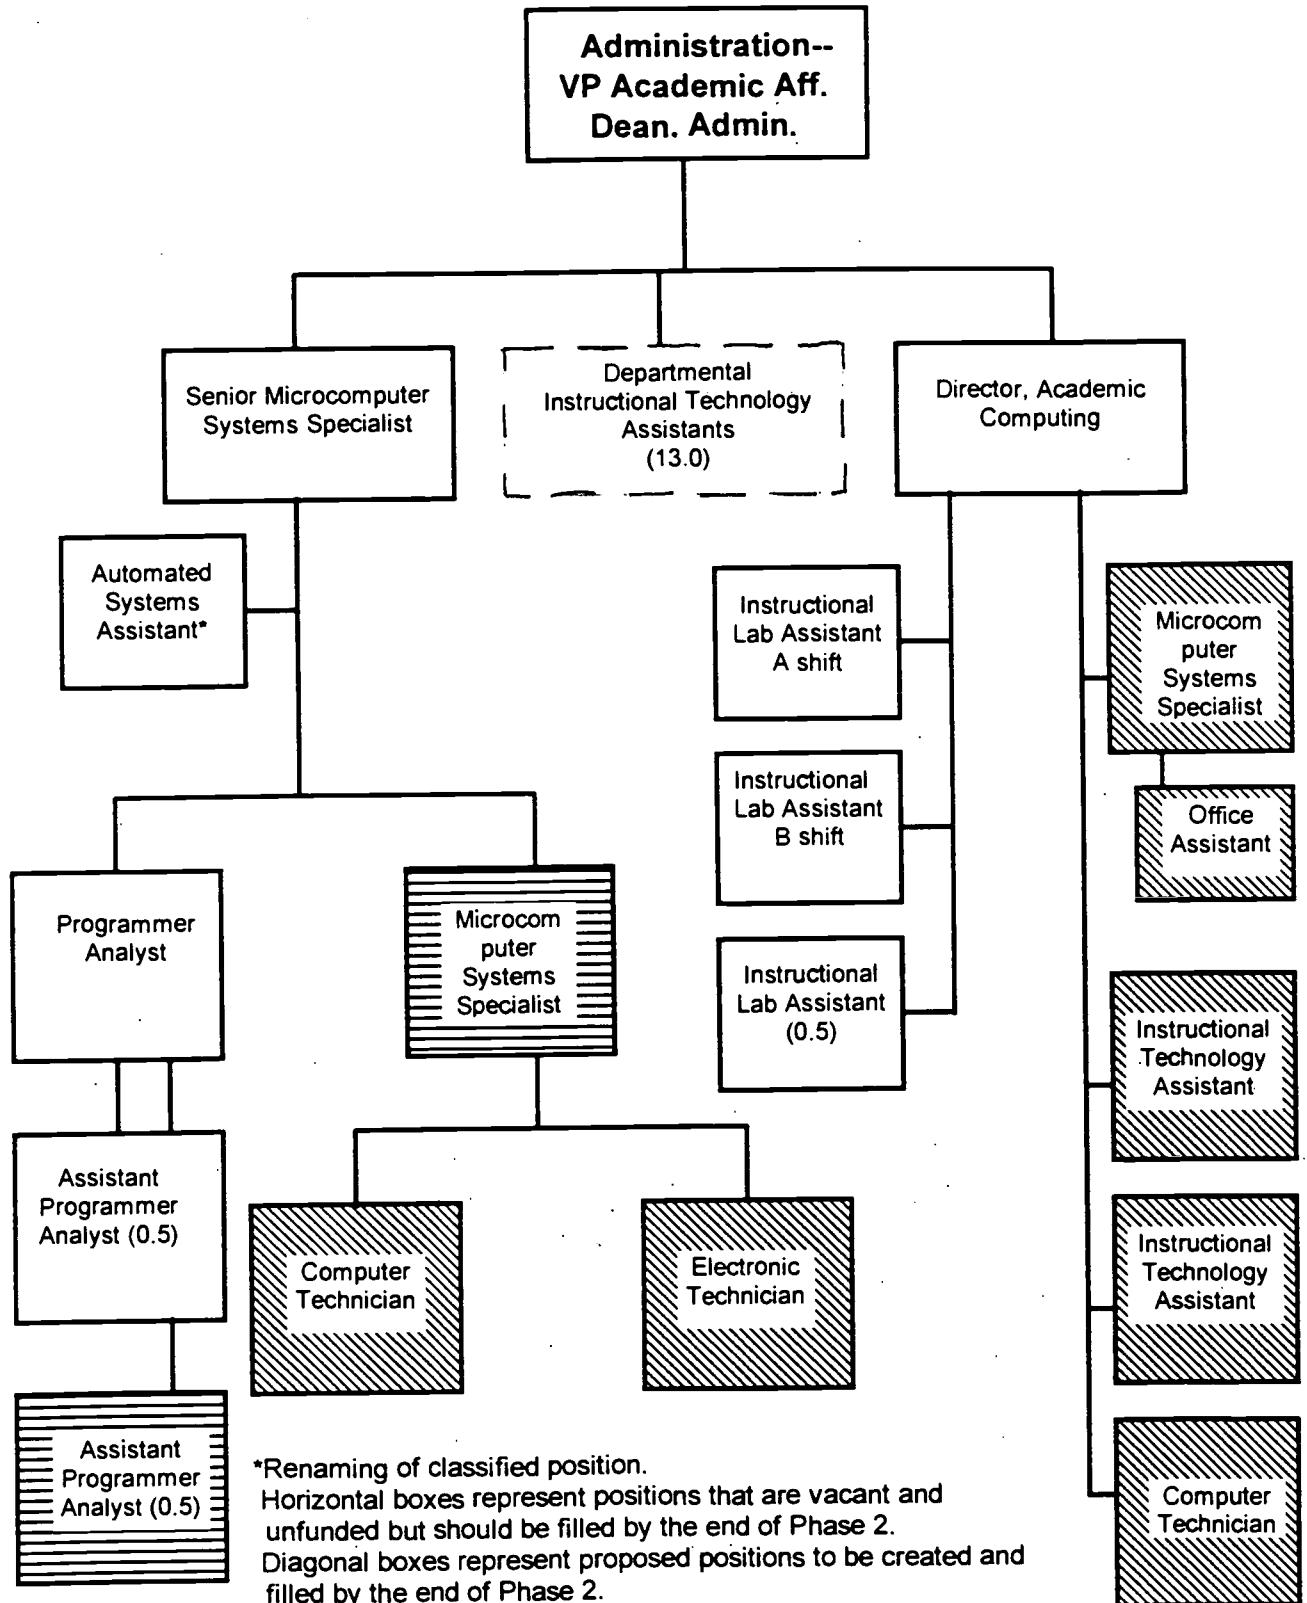 Administration--
VP Academic Aff.
Dean. Admin.
Senior Microcomputer
Systems Specialist
Departmental
Instructional Technology
Assistants
(13.0)
Director, Academic
Computing
Automated
Systems
Assistant*
Instructional
Lab Assistant
A shift
Microcom
puter
Systems
Specialist
Instructional
Lab Assistant
B shift
Office
Assistant
Programmer
Analyst
Microcom
puter
Systems
Specialist
Instructional
Lab Assistant
(0.5)
Instructional
Technology
Assistant
Assistant
Programmer
Analyst (0.5)
Computer
Technician
Electronic
Technician
Instructional
Technology
Assistant
Assistant
Programmer
Analyst (0.5)
Computer
Technician
*Renaming of classified position.
Horizontal boxes represent positions that are vacant and
unfunded but should be filled by the end of Phase 2.
Diagonal boxes represent proposed positions to be created and
filled by the end of Phase 2.